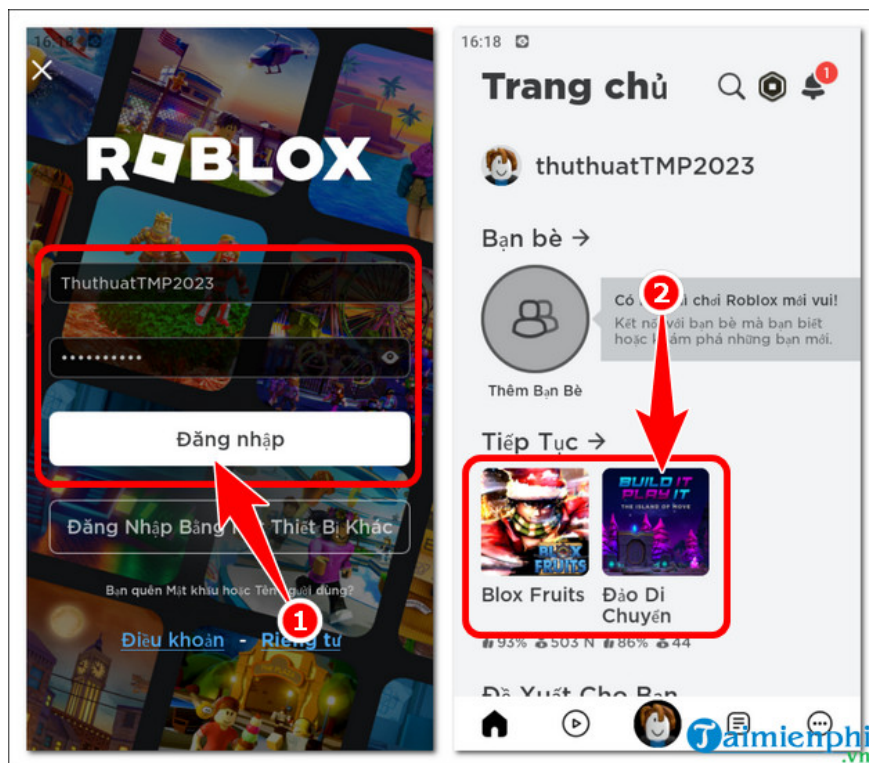 16:18
ROBLOX
ThuthuatTMP2023
••••••••••
Đăng nhập
Đăng Nhập Bằng Thiết Bị Khác
Bạn quên Mật khẩu hoặc Tên người dùng?
1
Điều khoản - Riêng tư
16:18
Trang chủ
1
thuthuatTMP2023
Bạn bè →
2
Có chơi Roblox mới vui!
Kết nối với bạn bè mà bạn biết
hoặc khám phá những bạn mới.
Thêm Bạn Bè
Tiếp Tục →
BLOX
FRUITS
BUILD IT
PLAY IT
THE ISLAND OF MOVE
Blox Fruits
Đảo Di
Chuyển
93% 503 N
86% 44
Đề Xuất Cho Bạn
Taimienphi
.vn